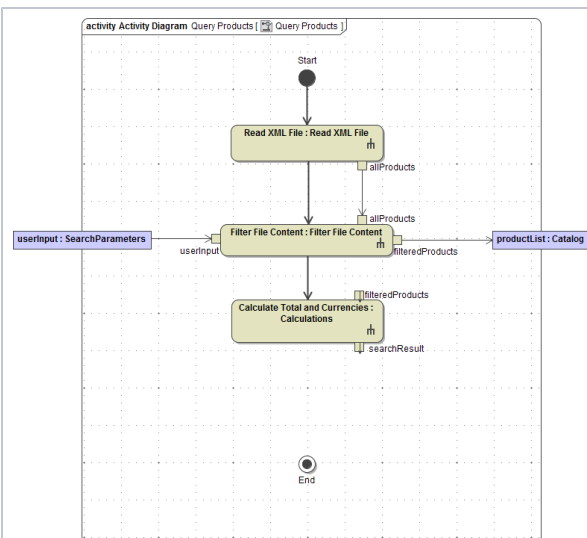 activity Activity Diagram Query Products [ Query Products ]
Start
Read XML File : Read XML File
allProducts
allProducts
userInput : SearchParameters
userInput
Filter File Content : Filter File Content
filteredProducts
productList : Catalog
filteredProducts
Calculate Total and Currencies :
Calculations
searchResult
End